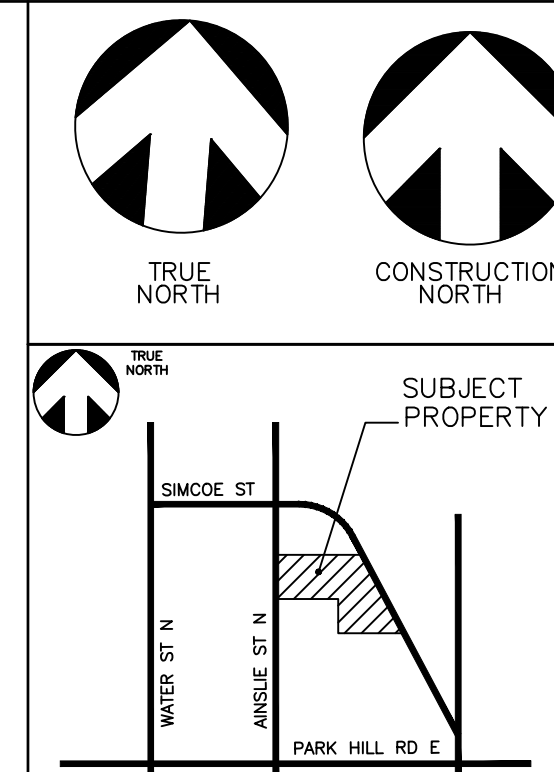 TRUE
NORTH
CONSTRUCTION
NORTH
TRUE
NORTH
SUBJECT
PROPERTY
SIMCOE ST
WATER ST N
AINSLIE ST N
PARK HILL RD E